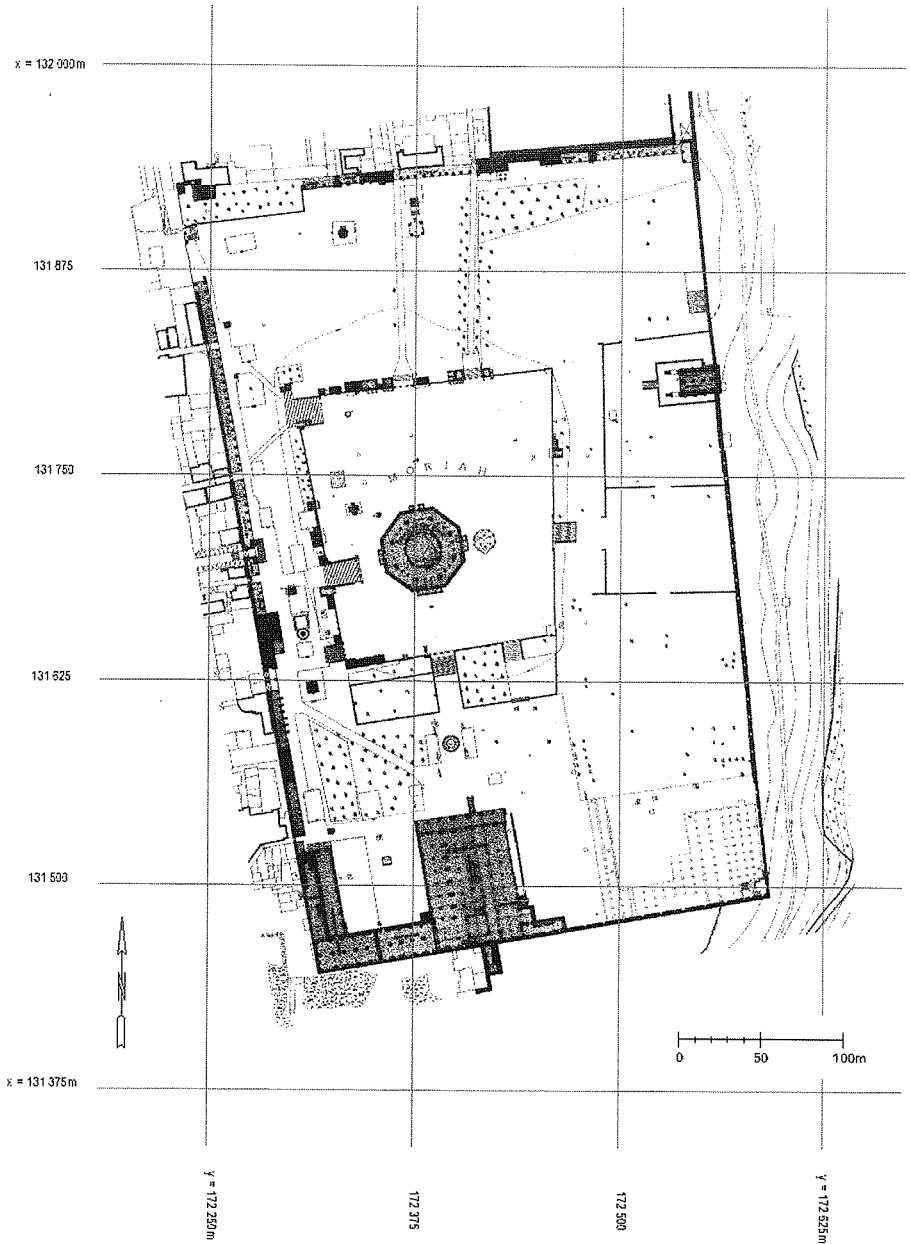 x = 132 000m
131 875
131 750
MORIAH
131 625
131 500
x = 131 375m
N
0 50 100m
y = 172 250m
172 375
172 500
y = 172 625m